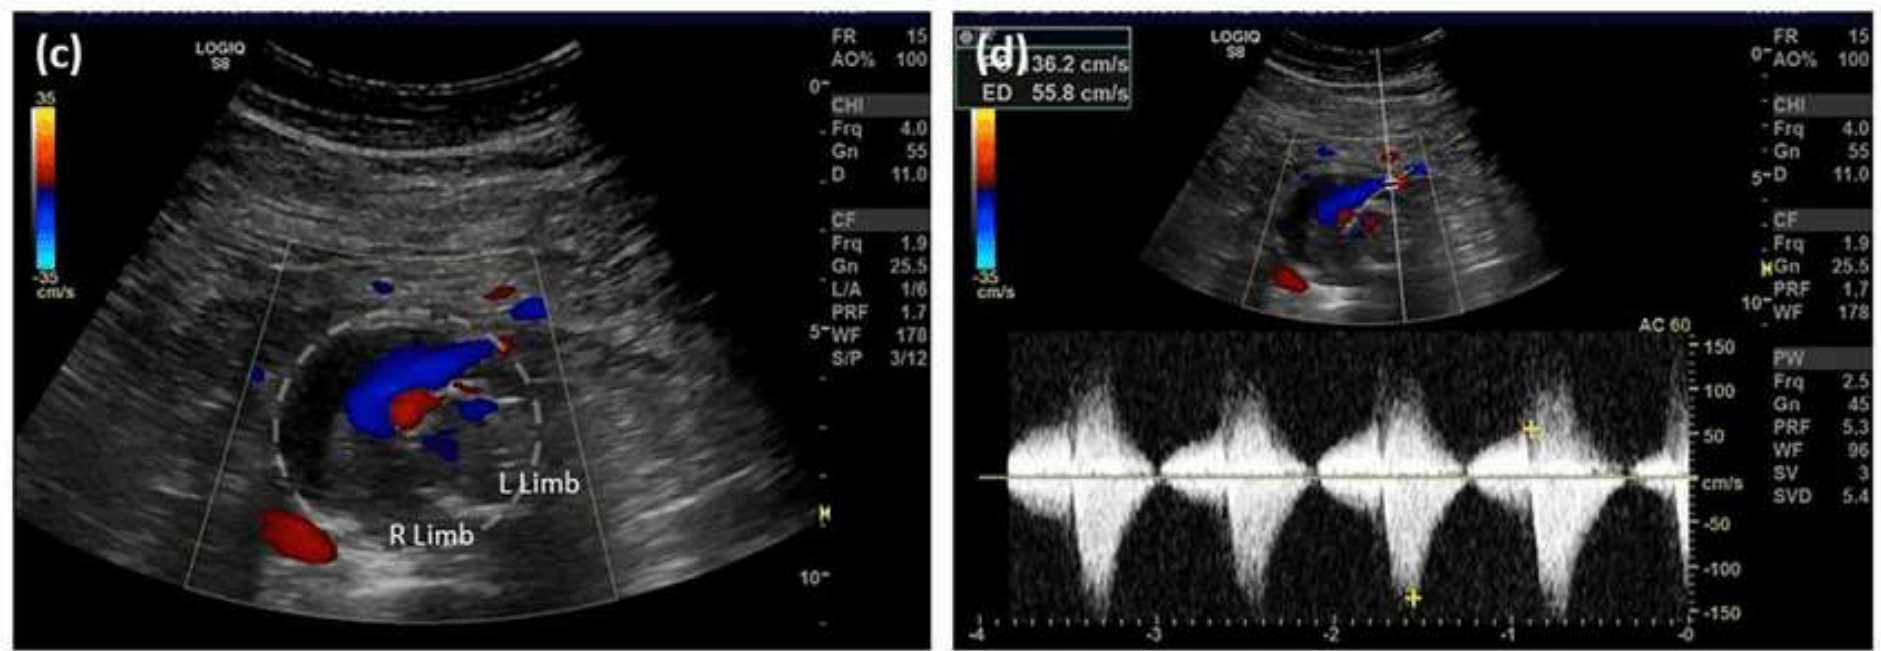 (c)
LOGIQ
S8
35
-35
cm/s
FR 15
AO% 100
CHI
Frq 4.0
Gn 55
D 11.0
CF
Frq 1.9
Gn 25.5
L/A 1/6
PRF 1.7
WF 178
S/P 3/12
0
5
10
L Limb
R Limb
(d)
36.2 cm/s
ED 55.8 cm/s
LOGIQ
S8
-35
cm/s
0
5
10
FR 15
AO% 100
CHI
Frq 4.0
Gn 55
D 11.0
CF
Frq 1.9
Gn 25.5
PRF 1.7
WF 178
AC 60
PW
Frq 2.5
Gn 45
PRF 5.3
WF 96
SV 3
SVD 5.4
150
100
50
cm/s
-50
-100
-150
-4
-3
-2
-1
-0